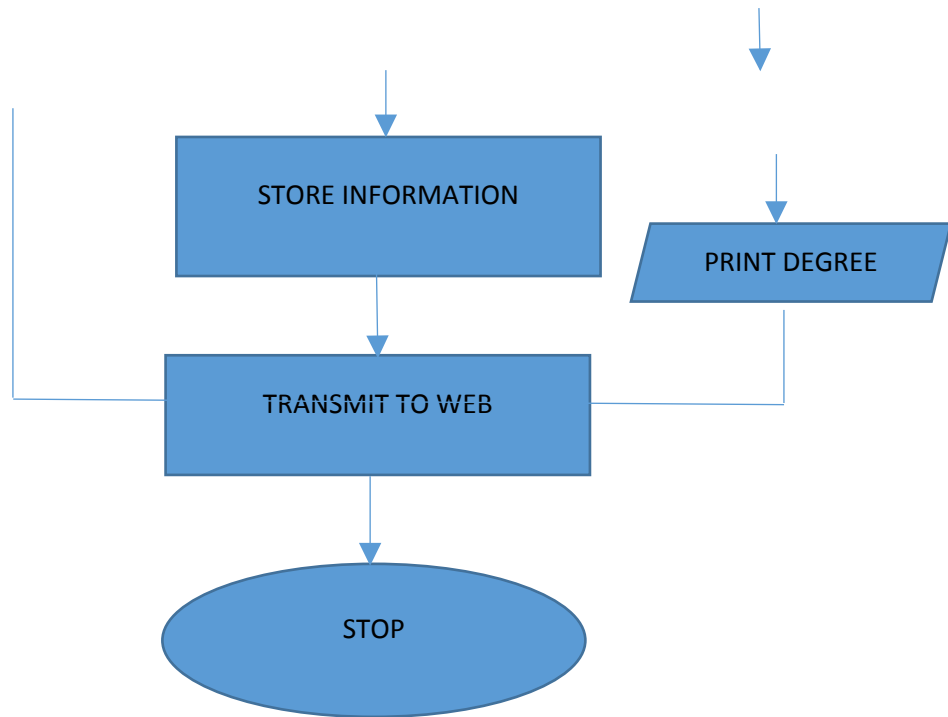 STORE INFORMATION
PRINT DEGREE
TRANSMIT TO WEB
STOP